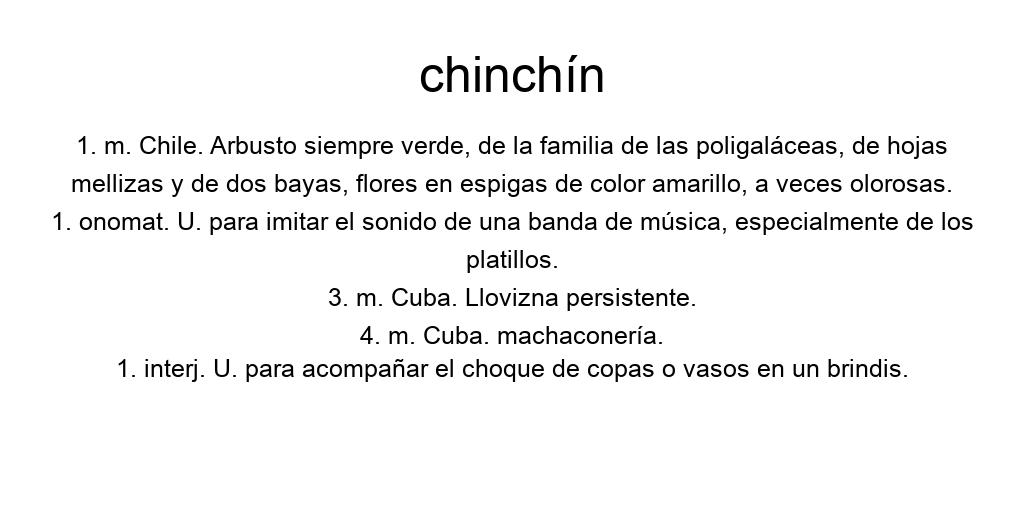 chinchín
1. m. Chile. Arbusto siempre verde, de la familia de las poligaláceas, de hojas
mellizas y de dos bayas, flores en espigas de color amarillo, a veces olorosas.
1. onomat. U. para imitar el sonido de una banda de música, especialmente de los
platillos.
3. m. Cuba. Llovizna persistente.
4. m. Cuba. machaconería.
1. interj. U. para acompañar el choque de copas o vasos en un brindis.